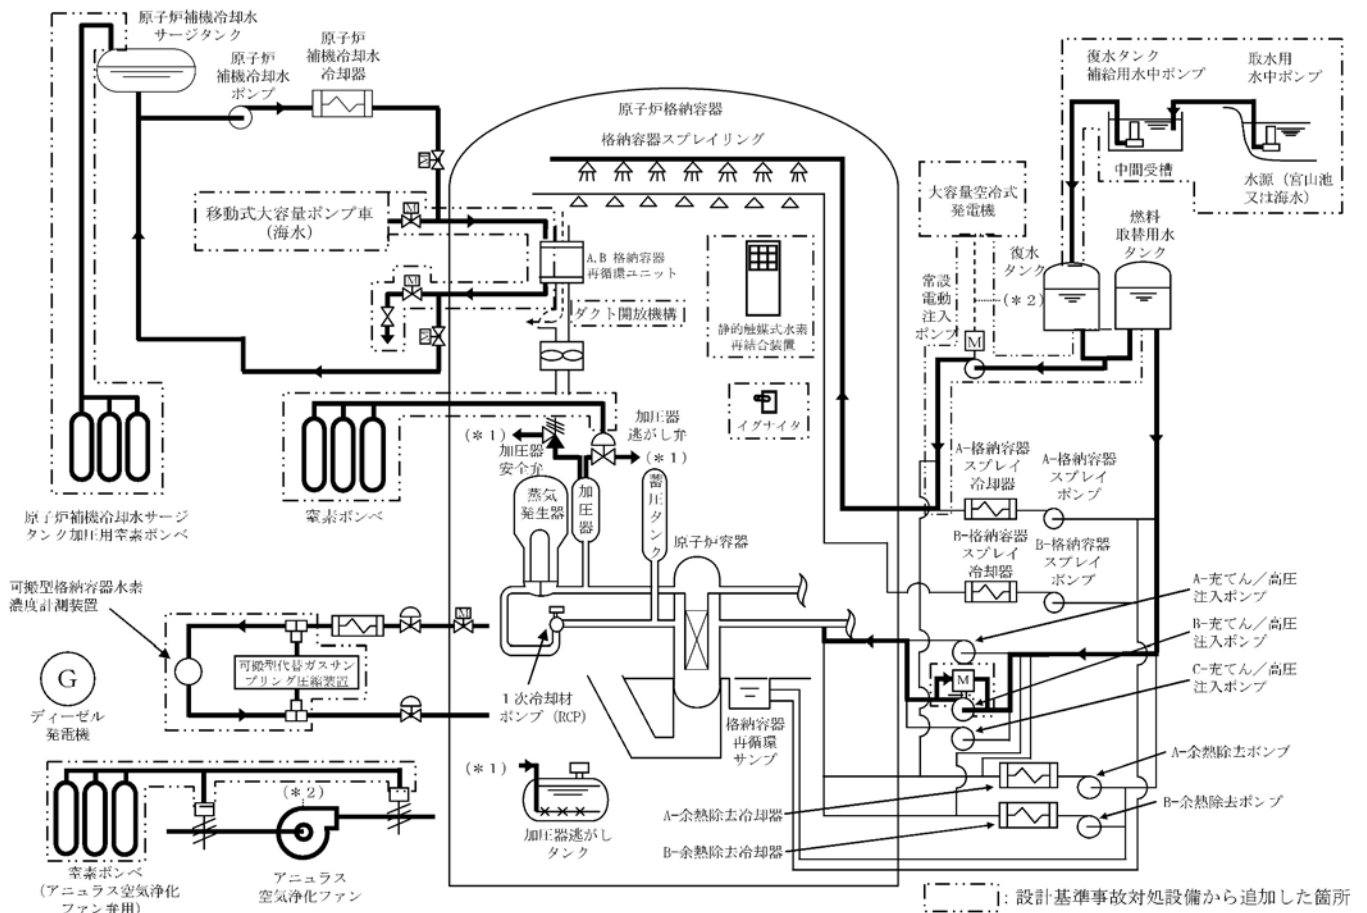 原子炉補機冷却水
サージタンク
原子炉
補機冷却水
ポンプ
原子炉
補機冷却水
冷却器
移動式大容量ポンプ車
(海水)
原子炉格納容器
格納容器スプレイリング
A,B 格納容器
再循環ユニット
ダクト開放機構
静的触媒式水素
再結合装置
イグナイタ
復水タンク
補給用水中ポンプ
取水用
水中ポンプ
中間受槽
水源（宮山池
又は海水）
大容量空冷式
発電機
燃料
取替用水
タンク
復水
タンク
常設
電動
注入
ポンプ
(＊2)
M
原子炉補機冷却水サージ
タンク加圧用窒素ボンベ
窒素ボンベ
(＊1)
加圧器
安全弁
加圧器
逃がし弁
(＊1)
蒸気
発生器
加圧器
蓄圧タンク
原子炉容器
A-格納容器
スプレイ
冷却器
A-格納容器
スプレイ
ポンプ
B-格納容器
スプレイ
冷却器
B-格納容器
スプレイ
ポンプ
A-充てん／高圧
注入ポンプ
B-充てん／高圧
注入ポンプ
C-充てん／高圧
注入ポンプ
M
可搬型格納容器水素
濃度計測装置
可搬型代替ガスサン
プリング圧縮装置
G
ディーゼル
発電機
1次冷却材
ポンプ (RCP)
格納容器
再循環
サンプ
A-余熱除去ポンプ
B-余熱除去ポンプ
A-余熱除去冷却器
B-余熱除去冷却器
(＊1)
加圧器逃がし
タンク
(＊2)
窒素ボンベ
(アニュラス空気浄化
ファン弁用)
アニュラス
空気浄化ファン
: 設計基準事故対処設備から追加した箇所